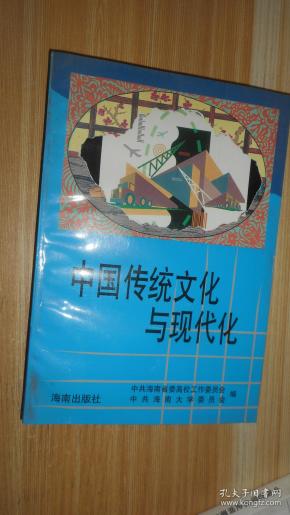 中国传统文化
与现代化
中共海南省委高校工作委员会
中共海南大学委员会
编
海南出版社
孔夫子旧书网